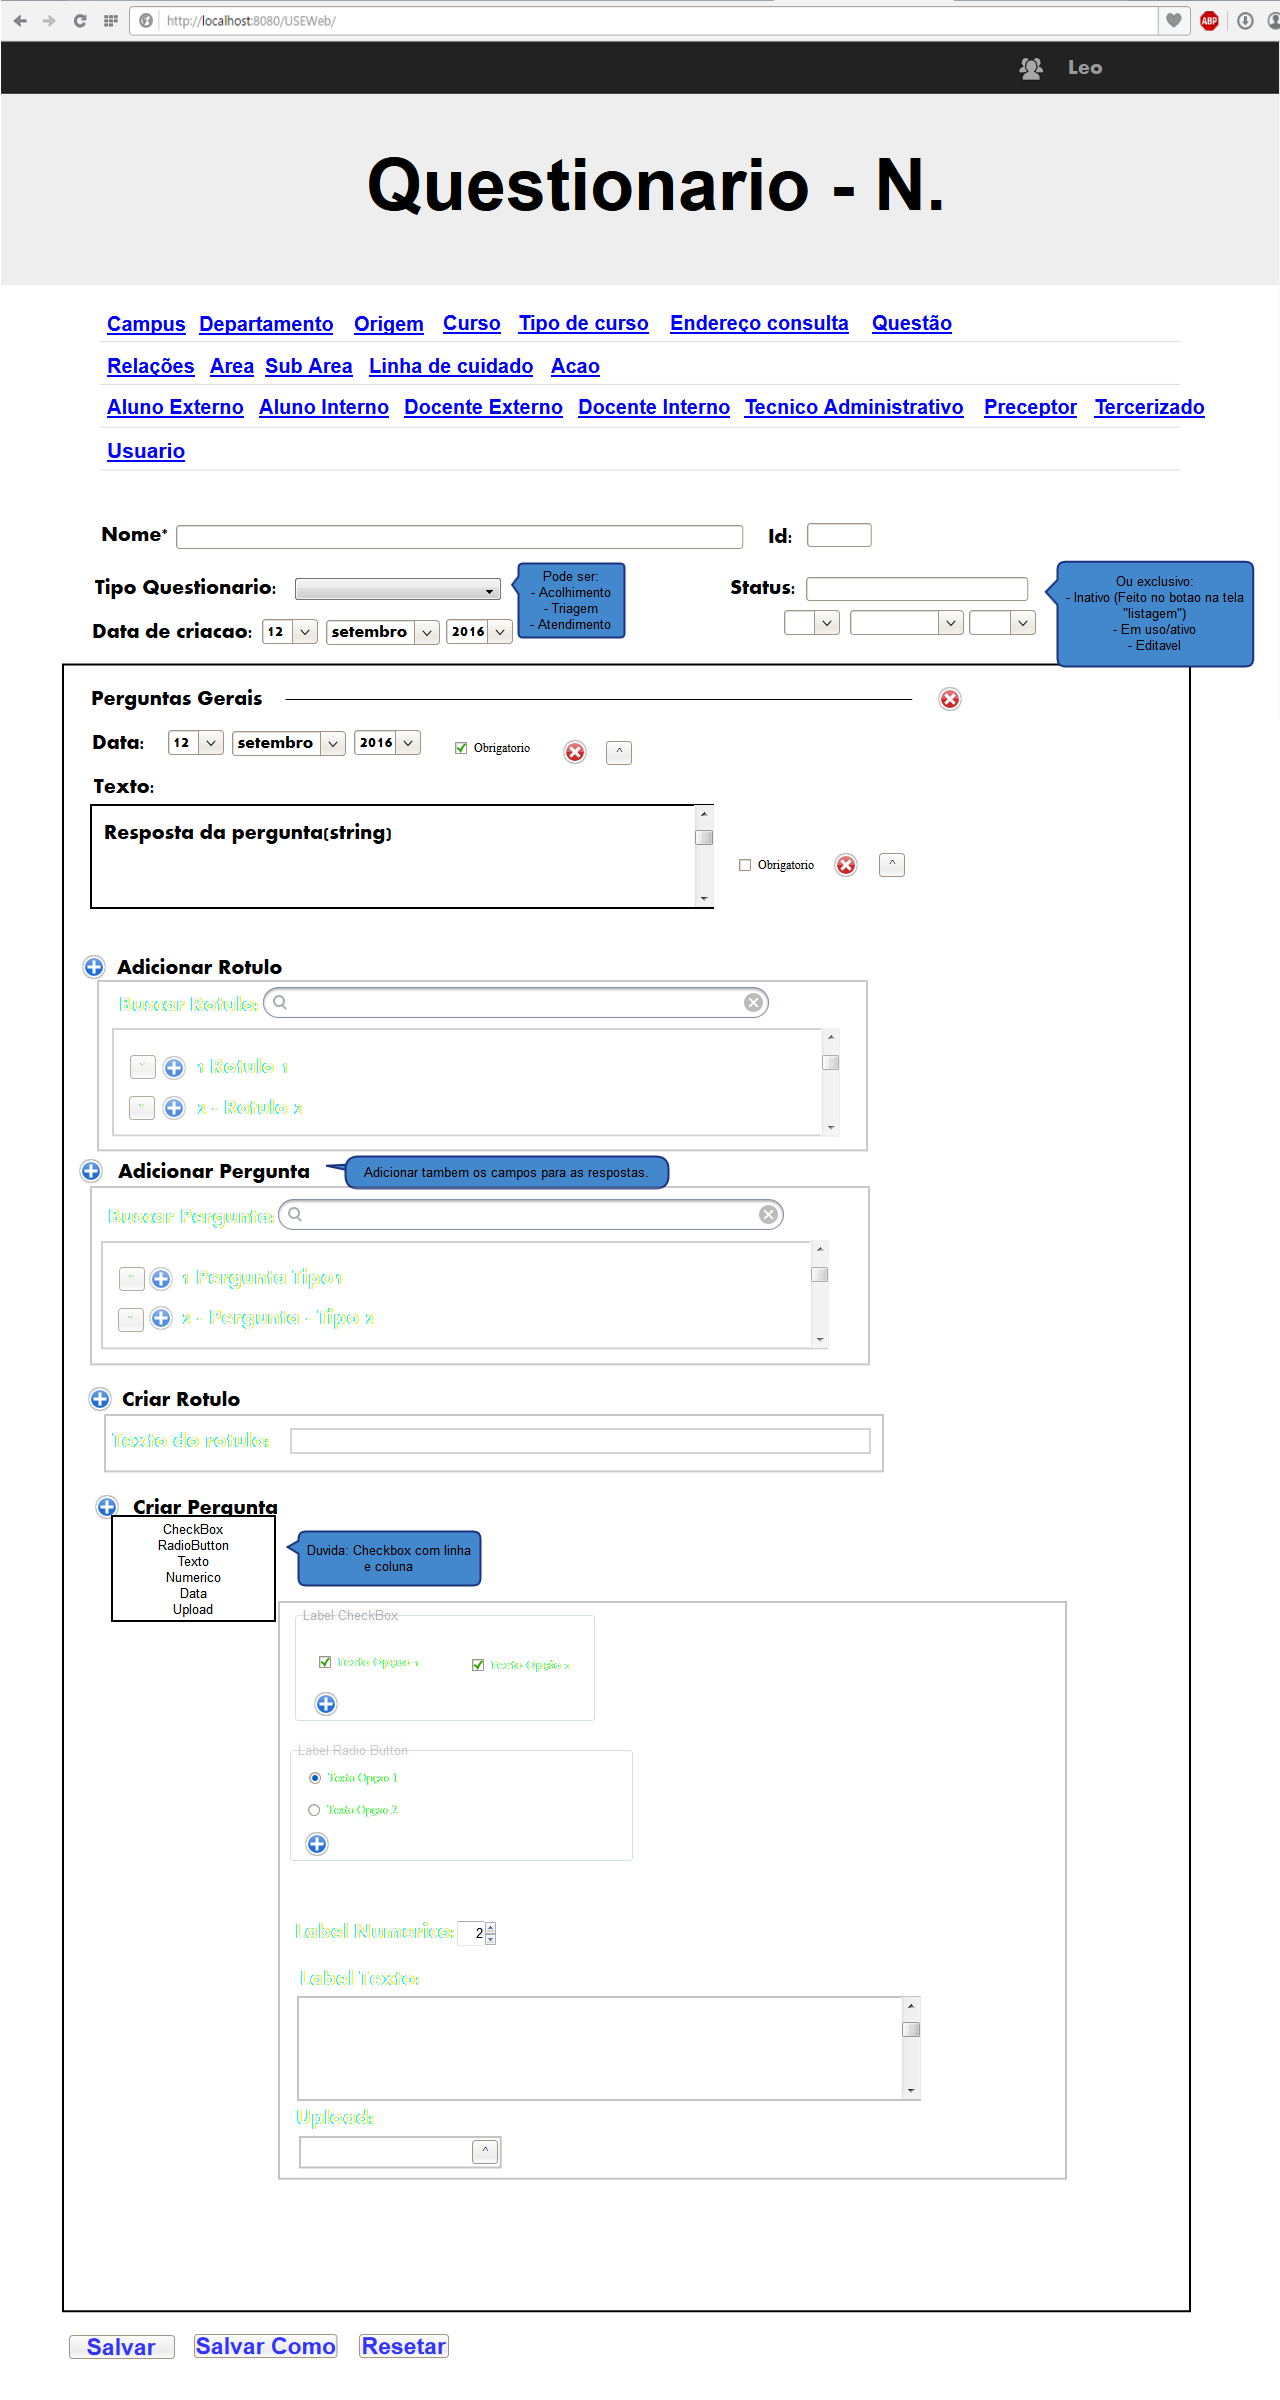 http://localhost:8080/USEWeb/
ABP
Leo
Questionario - N.
Campus Departamento Origem Curso Tipo de curso Endereço consulta Questão
Relações Area Sub Area Linha de cuidado Acao
Aluno Externo Aluno Interno Docente Externo Docente Interno Tecnico Administrativo Preceptor Tercerizado
Usuario
Nome* Id:
Tipo Questionario:
Pode ser:
- Acolhimento
- Triagem
- Atendimento
Status:
Ou exclusivo:
- Inativo (Feito no botao na tela
"listagem")
- Em uso/ativo
- Editavel
Data de criacao: 12 setembro 2016
Perguntas Gerais
Data: 12 setembro 2016 Obrigatorio ^
Texto:
Resposta da pergunta(string)
Obrigatorio ^
Adicionar Rotulo
Buscar Rotulo:
1 Rotulo 1
2 - Rotulo 2
Adicionar Pergunta
Adicionar tambem os campos para as respostas.
Buscar Pergunta:
1 Pergunta Tipo1
2 - Pergunta - Tipo 2
Criar Rotulo
Texto do rotulo:
Criar Pergunta
CheckBox
RadioButton
Texto
Numerico
Data
Upload
Duvida: Checkbox com linha
e coluna
Label CheckBox
Texto Opçao 1 Texto Opção 2
Label Radio Button
Texto Opçao 1
Texto Opçao 2
Label Numerico: 2
Label Texto:
Upload:
^
Salvar Salvar Como Resetar